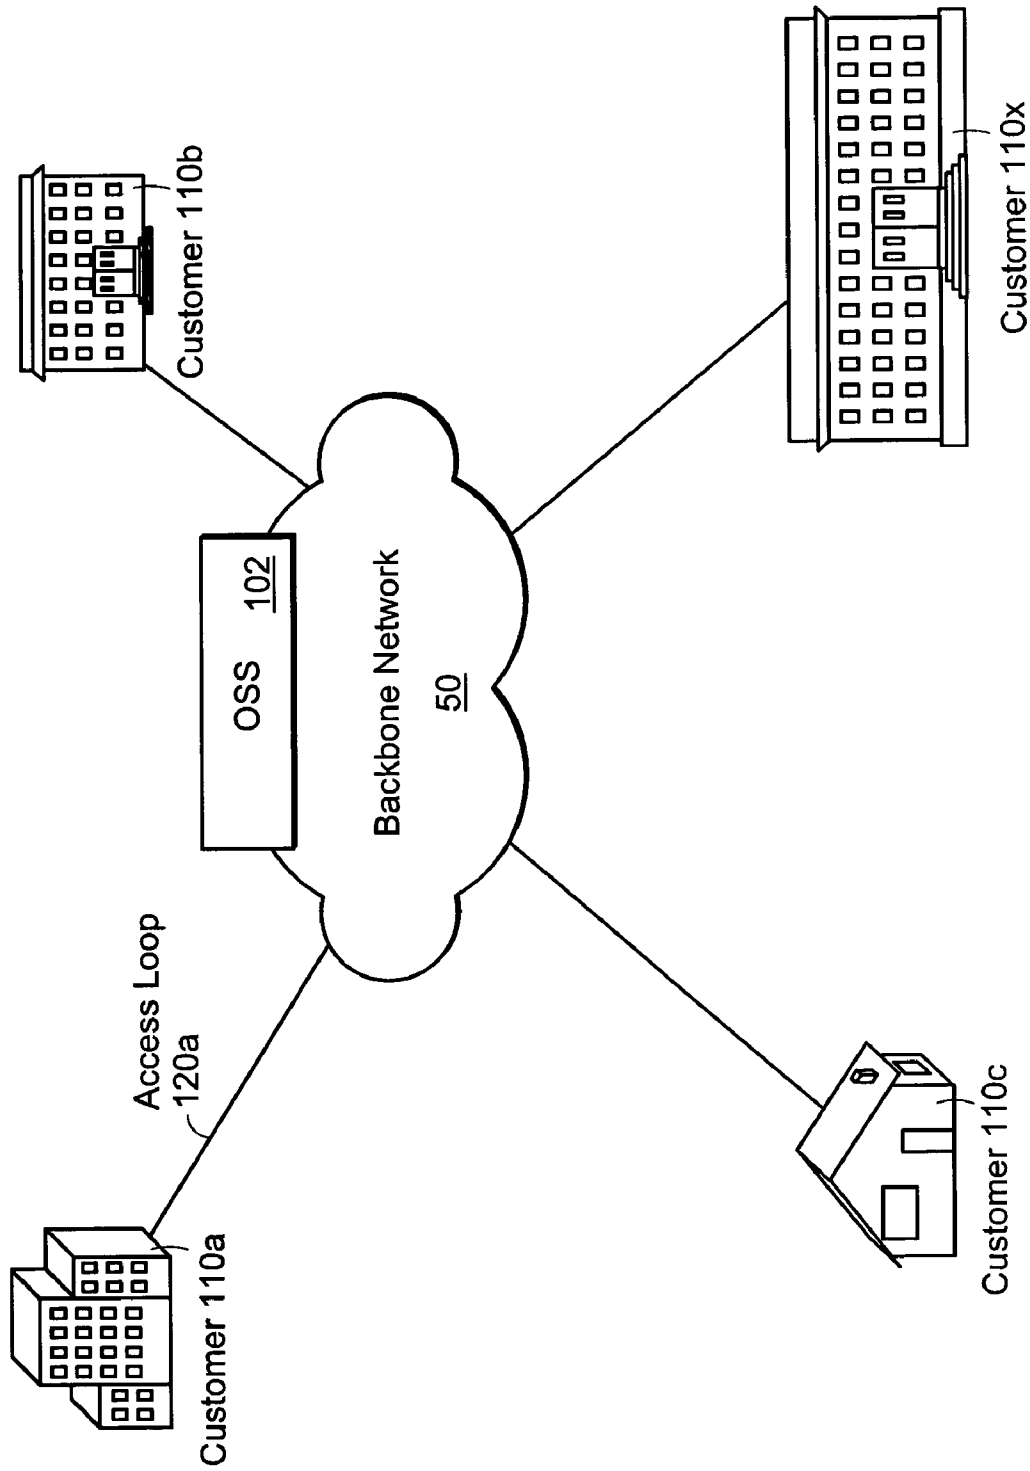 Customer 110a
Access Loop
120a
Customer 110b
OSS
102
Backbone Network
50
Customer 110c
Customer 110x